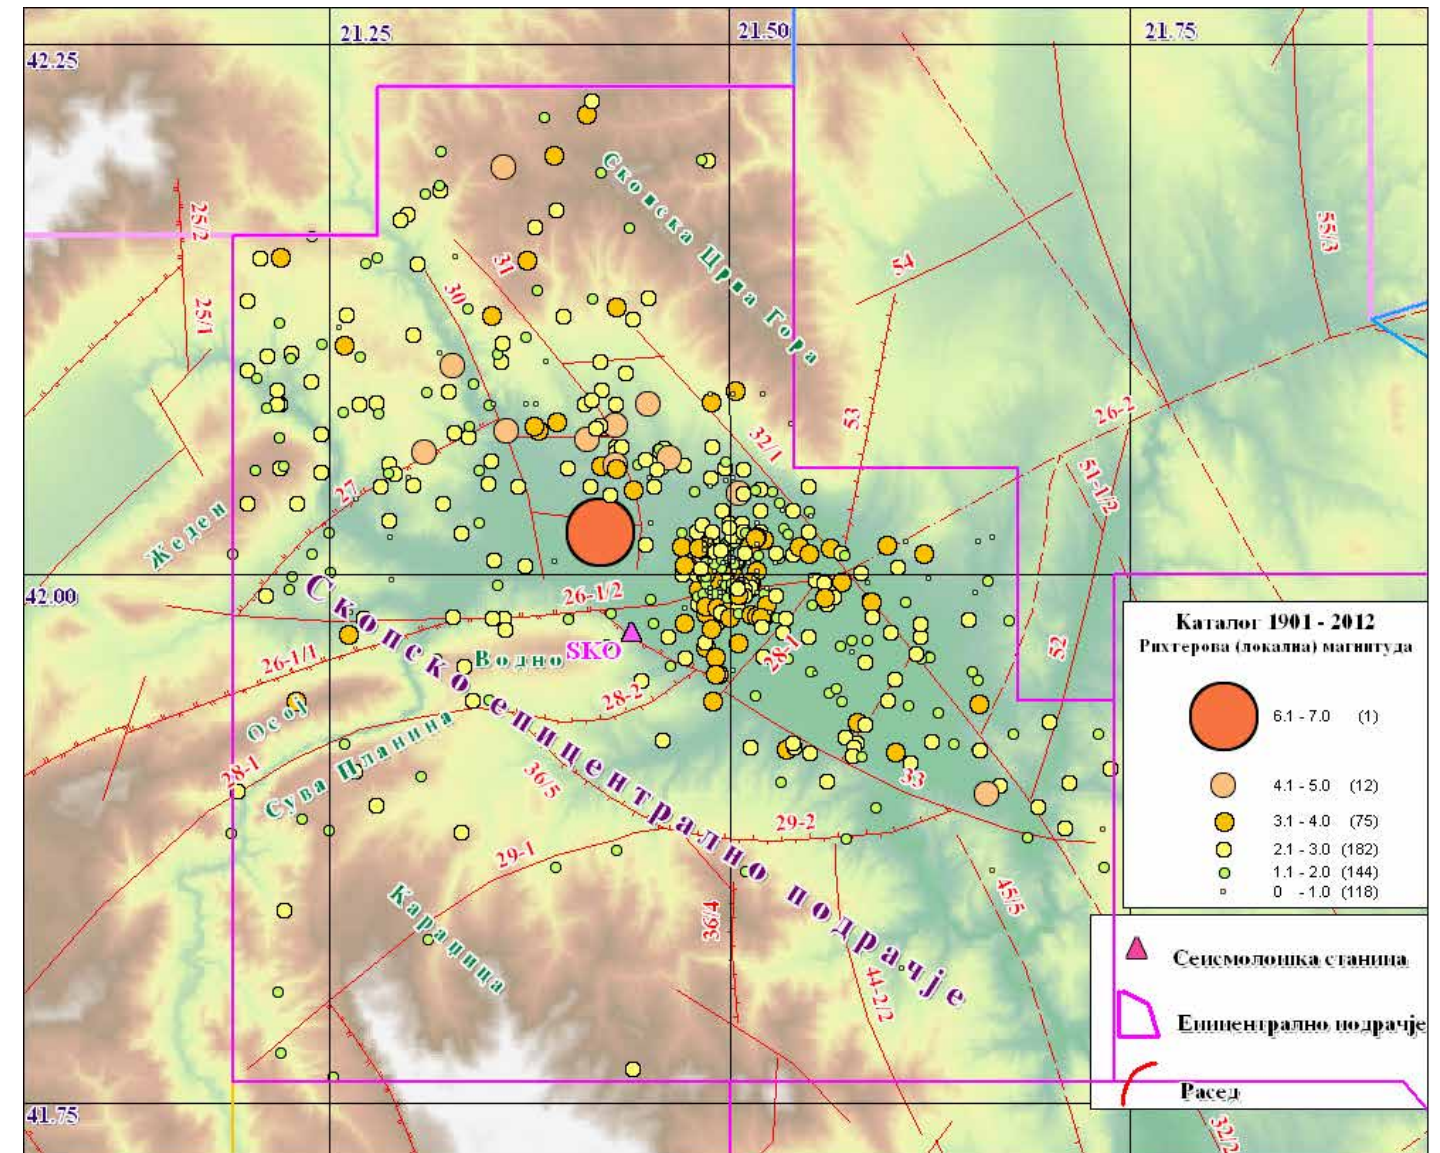 21.25
21.50
21.75
42.25
Скопска Црна Гора
25/2
55/3
31
54
30
25/1
53
26-2
32/1
51-1/2
27
Жеден
42.00
26-1/2
Скопско епицентрално подрачје
SKO
Водно
52
28-1
26-1/1
28-2
Осој
Сува Планина
28-1
36/5
33
29-2
29-1
45/5
Караџица
36/4
44-2/2
41.75
32/2
Каталог 1901 - 2012
Рихтерова (локална) магнитуда
6.1 - 7.0 (1)
4.1 - 5.0 (12)
3.1 - 4.0 (75)
2.1 - 3.0 (182)
1.1 - 2.0 (144)
0 - 1.0 (118)
Сеисмолошка станица
Епицентрално подрачје
Расед